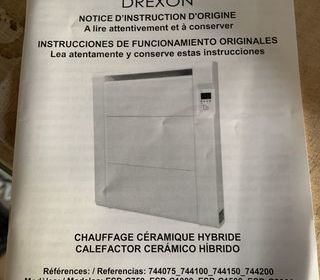 DREXON
NOTICE D'INSTRUCTION D'ORIGINE
A lire attentivement et à conserver
INSTRUCCIONES DE FUNCIONAMIENTO ORIGINALES
Lea atentamente y conserve estas instrucciones
CHAUFFAGE CÉRAMIQUE HYBRIDE
CALEFACTOR CERÁMICO HÍBRIDO
Références: / Referencias: 744075_744100_744150_744200